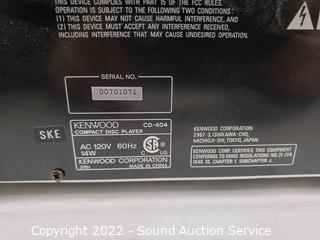 THIS DEVICE COMPLIES WITH PART 15 OF THE FCC RULES.
OPERATION IS SUBJECT TO THE FOLLOWING TWO CONDITIONS:
(1) THIS DEVICE MAY NOT CAUSE HARMFUL INTERFERENCE, AND
(2) THIS DEVICE MUST ACCEPT ANY INTERFERENCE RECEIVED,
INCLUDING INTERFERENCE THAT MAY CAUSE UNDESIRED OPERATION.
SERIAL NO.
00701071
SKE
KENWOOD CD-404
COMPACT DISC PLAYER
AC 120V 60Hz
14W
KENWOOD CORPORATION
MADE IN CHINA
KENWOOD CORPORATION
2967-3, ISHIKAWA-CHO,
HACHIOJI-SHI, TOKYO, JAPAN
KENWOOD CORP. CERTIFIES THIS EQUIPMENT
CONFORMS TO DHHS REGULATIONS NO.21 CFR
1040.10, CHAPTER 1, SUBCHAPTER J.
Copyright 2022 - Sound Auction Service